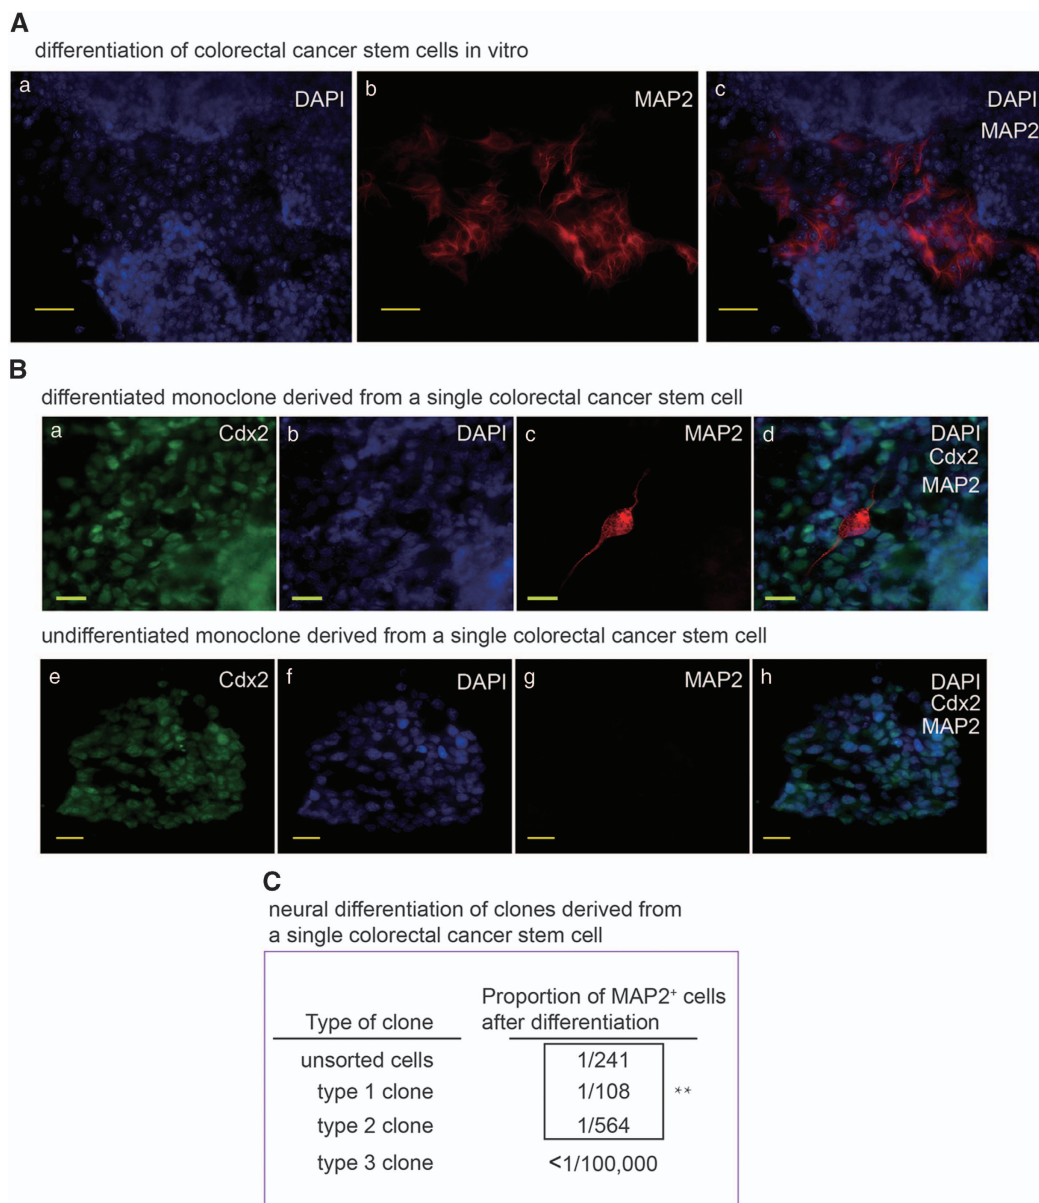 A
differentiation of colorectal cancer stem cells in vitro
a
DAPI
b
MAP2
c
DAPI
MAP2
B
differentiated monoclone derived from a single colorectal cancer stem cell
a
Cdx2
b
DAPI
c
MAP2
d
DAPI
Cdx2
MAP2
undifferentiated monoclone derived from a single colorectal cancer stem cell
e
Cdx2
f
DAPI
g
MAP2
h
DAPI
Cdx2
MAP2
C
neural differentiation of clones derived from
a single colorectal cancer stem cell
Proportion of MAP2⁺ cells
Type of clone after differentiation
unsorted cells 1/241
type 1 clone 1/108 **
type 2 clone 1/564
type 3 clone <1/100,000